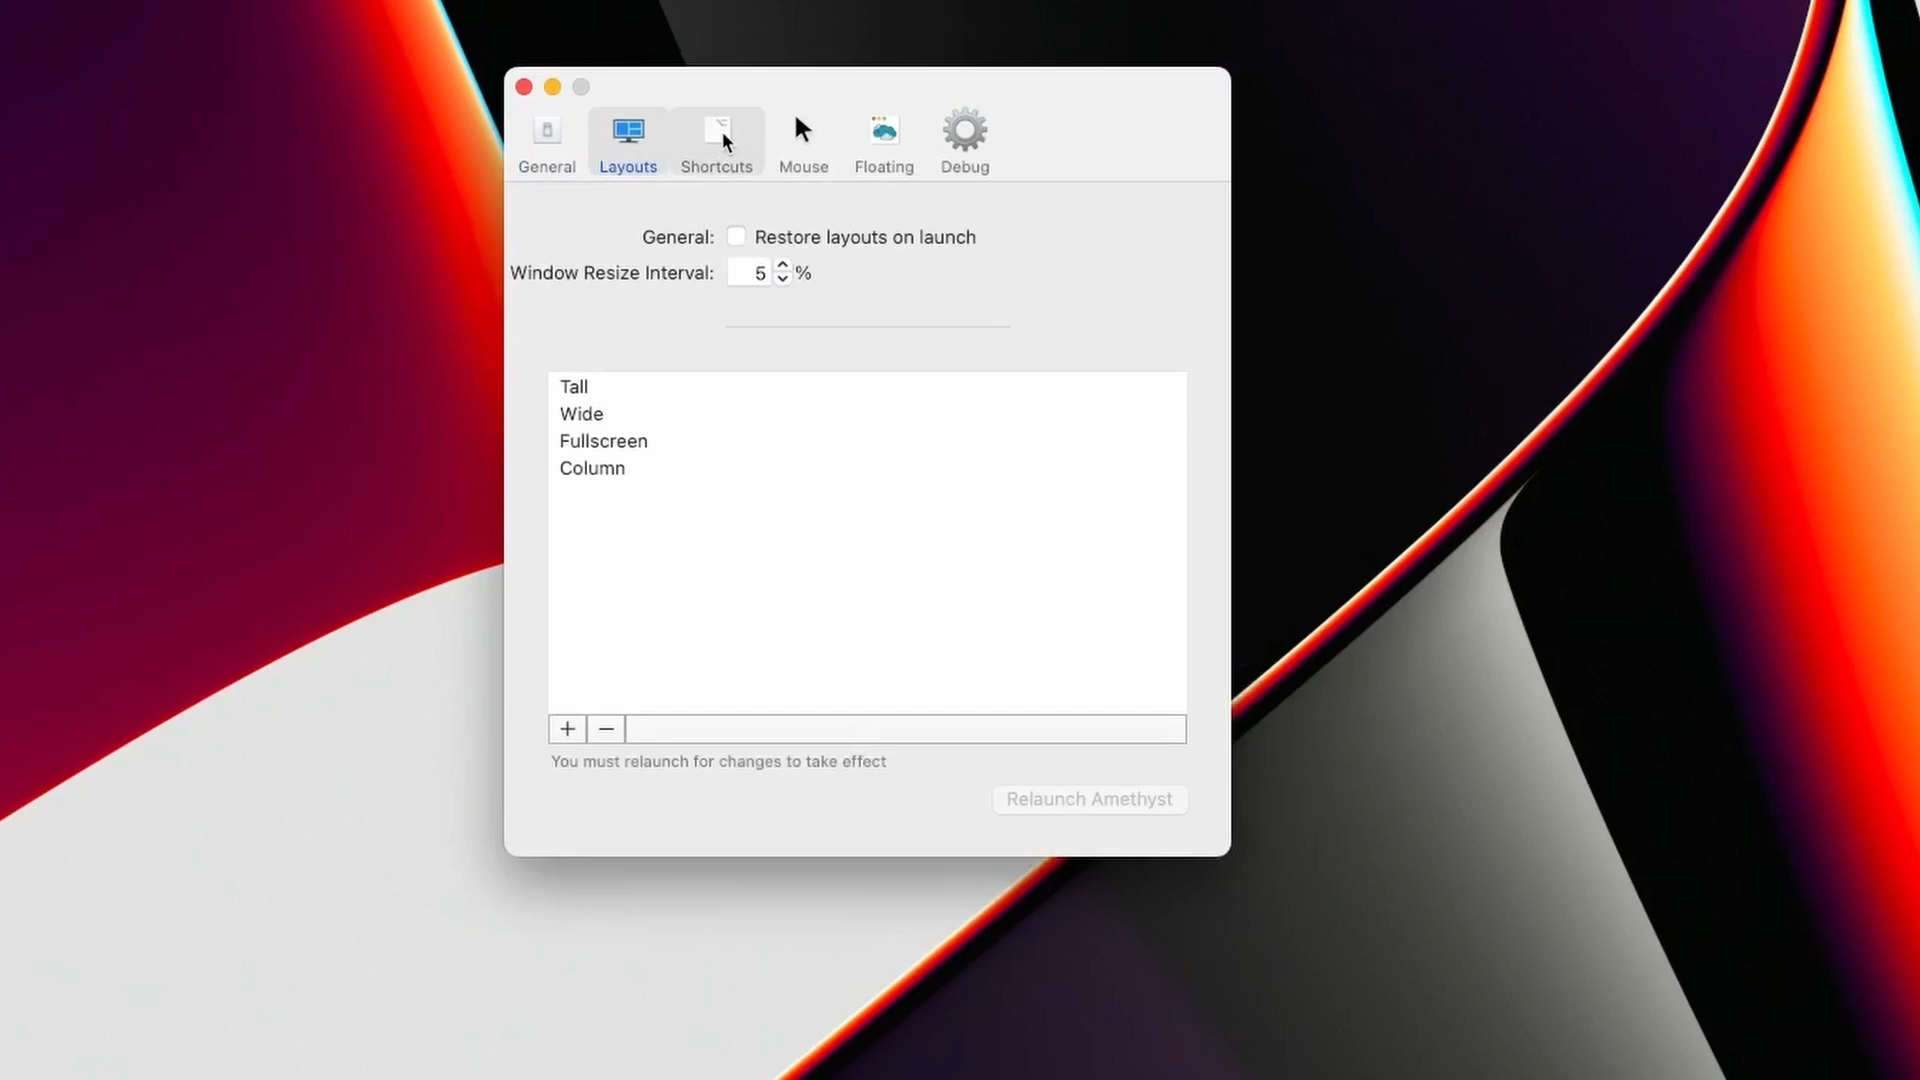 General
Layouts
Shortcuts
Mouse
Floating
Debug
General: Restore layouts on launch
Window Resize Interval: 5 %
Tall
Wide
Fullscreen
Column
You must relaunch for changes to take effect
Relaunch Amethyst